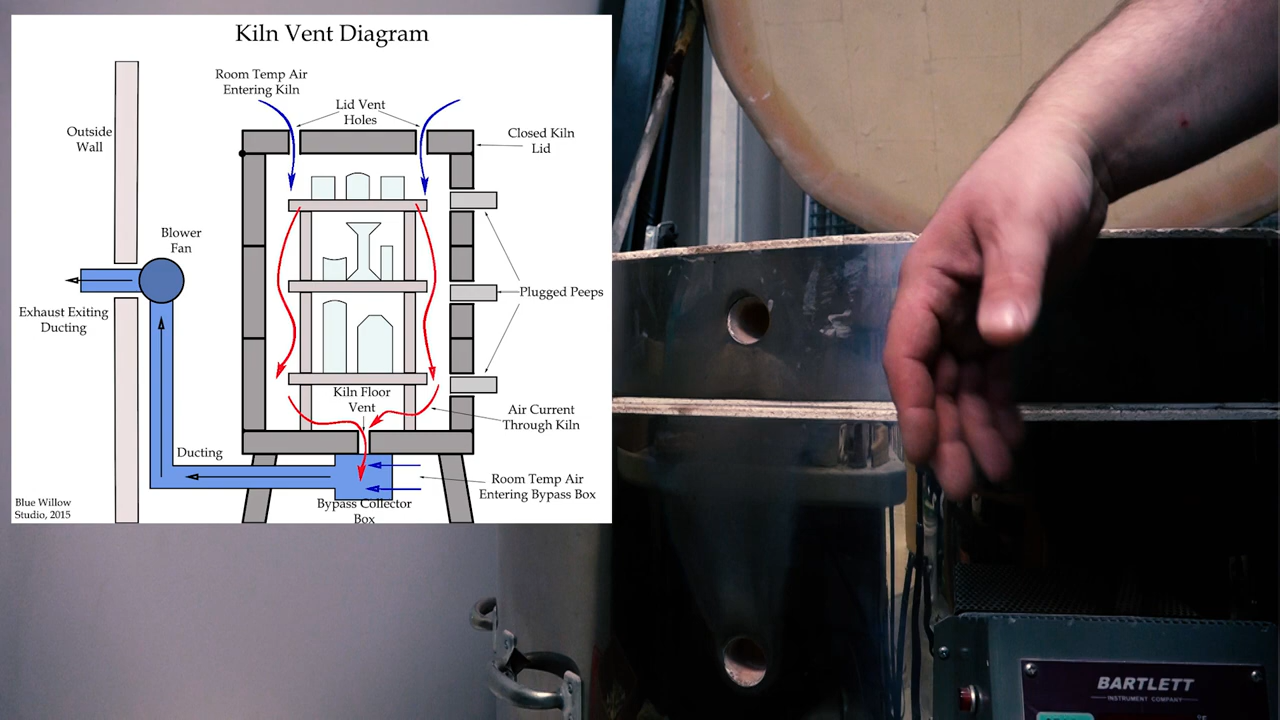 Kiln Vent Diagram
Room Temp Air
Entering Kiln
Lid Vent
Holes
Outside
Wall
Closed Kiln
Lid
Blower
Fan
Plugged Peeps
Exhaust Exiting
Ducting
Kiln Floor
Vent
Air Current
Through Kiln
Ducting
Room Temp Air
Entering Bypass Box
Bypass Collector
Box
Blue Willow
Studio, 2015
BARTLETT
INSTRUMENT COMPANY